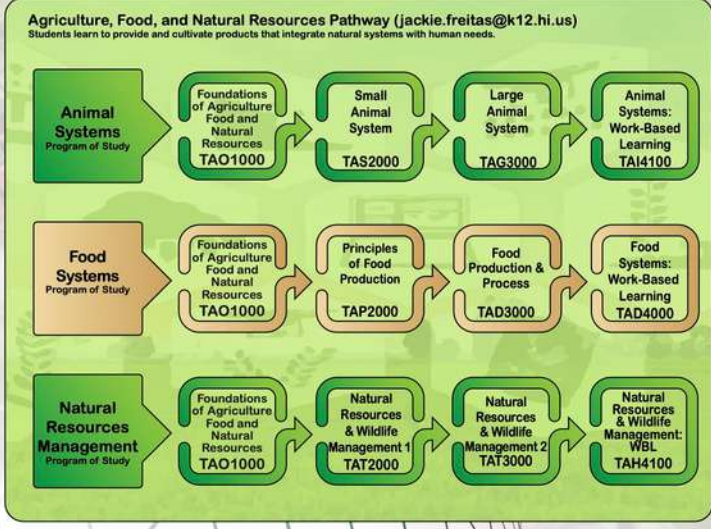 Agriculture, Food, and Natural Resources Pathway (jackie.freitas@k12.hi.us)
Students learn to provide and cultivate products that integrate natural systems with human needs.
Animal
Systems
Program of Study
Foundations
of Agriculture
Food and
Natural
Resources
TAO1000
Small
Animal
System
TAS2000
Large
Animal
System
TAG3000
Animal
Systems:
Work-Based
Learning
TAI4100
Food
Systems
Program of Study
Foundations
of Agriculture
Food and
Natural
Resources
TAO1000
Principles
of Food
Production
TAP2000
Food
Production &
Process
TAD3000
Food
Systems:
Work-Based
Learning
TAD4000
Natural
Resources
Management
Program of Study
Foundations
of Agriculture
Food and
Natural
Resources
TAO1000
Natural
Resources
& Wildlife
Management 1
TAT2000
Natural
Resources
& Wildlife
Management 2
TAT3000
Natural
Resources
& Wildlife
Management:
WBL
TAH4100